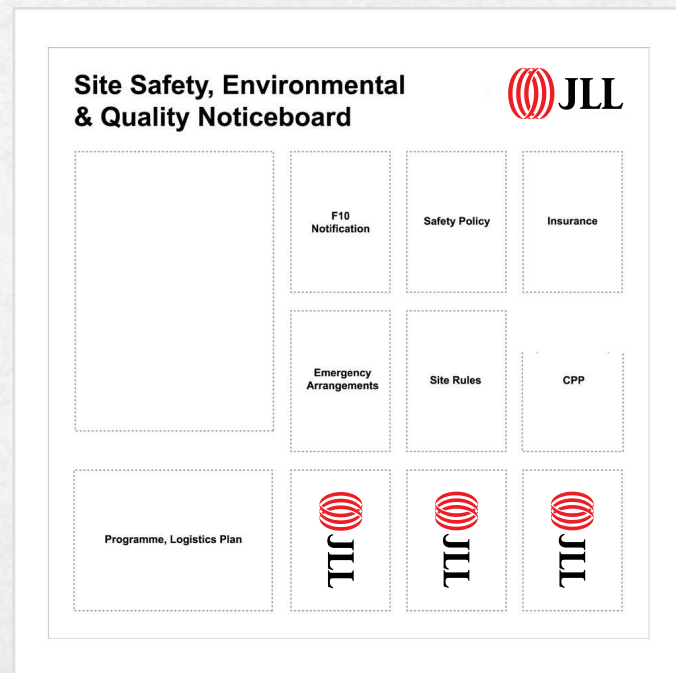 Site Safety, Environmental
& Quality Noticeboard
JLL
F10
Notification
Safety Policy
Insurance
Emergency
Arrangements
Site Rules
CPP
Programme, Logistics Plan
JLL
JLL
JLL